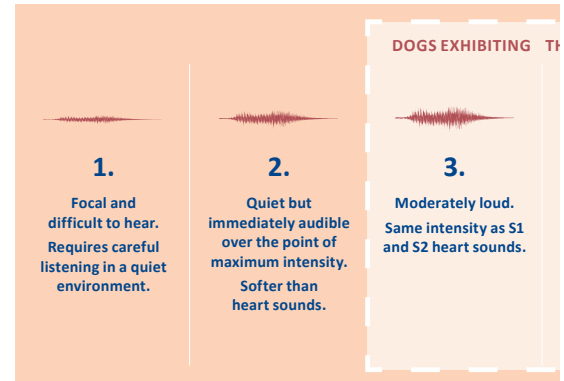 DOGS EXHIBITING TH
1.
Focal and
difficult to hear.
Requires careful
listening in a quiet
environment.
2.
Quiet but
immediately audible
over the point of
maximum intensity.
Softer than
heart sounds.
3.
Moderately loud.
Same intensity as S1
and S2 heart sounds.